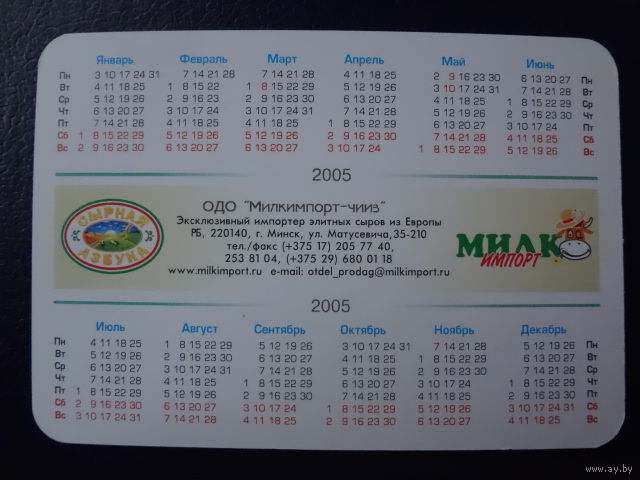 Январь Февраль Март Апрель Май Июнь
Пн 3 10 17 24 31 7 14 21 28 7 14 21 28 4 11 18 25 2 9 16 23 30 6 13 20 27 Пн
Вт 4 11 18 25 1 8 15 22 1 8 15 22 29 5 12 19 26 3 10 17 24 31 7 14 21 28 Вт
Ср 5 12 19 26 2 9 16 23 2 9 16 23 30 6 13 20 27 4 11 18 25 1 8 15 22 29 Ср
Чт 6 13 20 27 3 10 17 24 3 10 17 24 31 7 14 21 28 5 12 19 26 2 9 16 23 30 Чт
Пт 7 14 21 28 4 11 18 25 4 11 18 25 1 8 15 22 29 6 13 20 27 3 10 17 24 Пт
Сб 1 8 15 22 29 5 12 19 26 5 12 19 26 2 9 16 23 30 7 14 21 28 4 11 18 25 Сб
Вс 2 9 16 23 30 6 13 20 27 6 13 20 27 3 10 17 24 1 8 15 22 29 5 12 19 26 Вс
2005
СЫРНАЯ
АЗБУКА
ОДО "Милкимпорт-чииз"
Эксклюзивный импортер элитных сыров из Европы
РБ, 220140, г. Минск, ул. Матусевича,35-210
тел./факс (+375 17) 205 77 40,
253 81 04, (+375 29) 680 01 18
www.milkimport.ru e-mail: otdel_prodag@milkimport.ru
МИЛК
ИМПОРТ
2005
Июль Август Сентябрь Октябрь Ноябрь Декабрь
Пн 4 11 18 25 1 8 15 22 29 5 12 19 26 3 10 17 24 31 7 14 21 28 5 12 19 26 Пн
Вт 5 12 19 26 2 9 16 23 30 6 13 20 27 4 11 18 25 1 8 15 22 29 6 13 20 27 Вт
Ср 6 13 20 27 3 10 17 24 31 7 14 21 28 5 12 19 26 2 9 16 23 30 7 14 21 28 Ср
Чт 7 14 21 28 4 11 18 25 1 8 15 22 29 6 13 20 27 3 10 17 24 1 8 15 22 29 Чт
Пт 1 8 15 22 29 5 12 19 26 2 9 16 23 30 7 14 21 28 4 11 18 25 2 9 16 23 30 Пт
Сб 2 9 16 23 30 6 13 20 27 3 10 17 24 1 8 15 22 29 5 12 19 26 3 10 17 24 31 Сб
Вс 3 10 17 24 31 7 14 21 28 4 11 18 25 2 9 16 23 30 6 13 20 27 4 11 18 25 Вс
ay.by